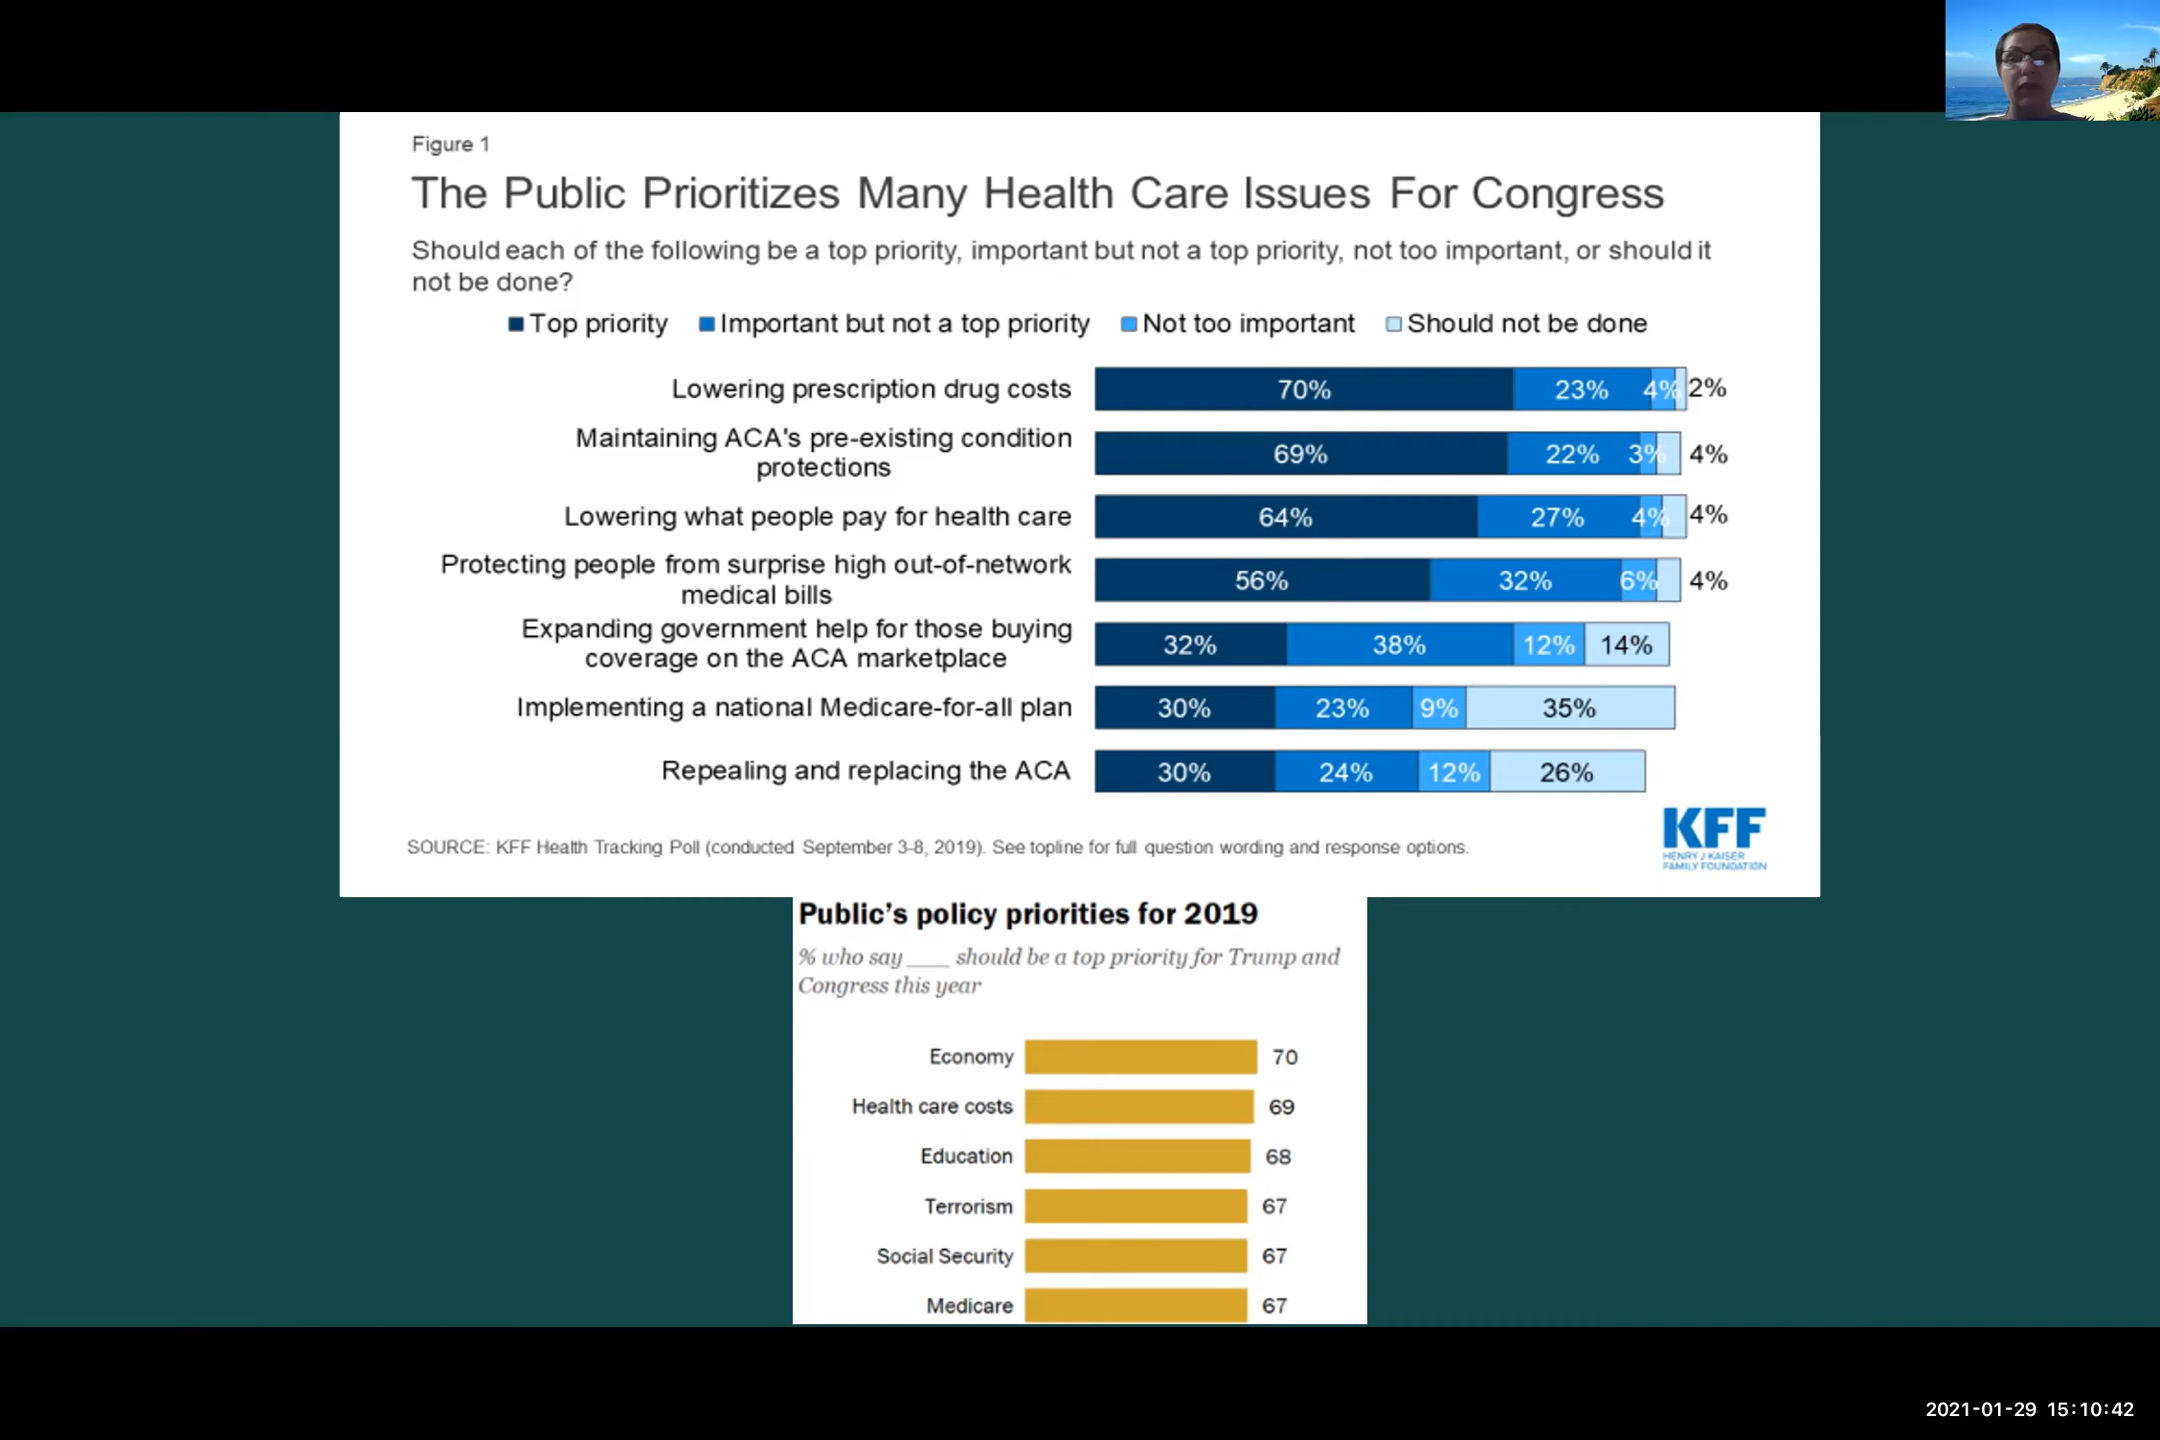 Figure 1
The Public Prioritizes Many Health Care Issues For Congress
Should each of the following be a top priority, important but not a top priority, not too important, or should it
not be done?
Top priority Important but not a top priority Not too important Should not be done
Lowering prescription drug costs 70% 23% 4% 2%
Maintaining ACA's pre-existing condition
protections 69% 22% 3% 4%
Lowering what people pay for health care 64% 27% 4% 4%
Protecting people from surprise high out-of-network
medical bills 56% 32% 6% 4%
Expanding government help for those buying
coverage on the ACA marketplace 32% 38% 12% 14%
Implementing a national Medicare-for-all plan 30% 23% 9% 35%
Repealing and replacing the ACA 30% 24% 12% 26%
SOURCE: KFF Health Tracking Poll (conducted September 3-8, 2019). See topline for full question wording and response options.
KFF
HENRY J KAISER
FAMILY FOUNDATION
Public's policy priorities for 2019
% who say ____ should be a top priority for Trump and
Congress this year
Economy 70
Health care costs 69
Education 68
Terrorism 67
Social Security 67
Medicare 67
2021-01-29 15:10:42